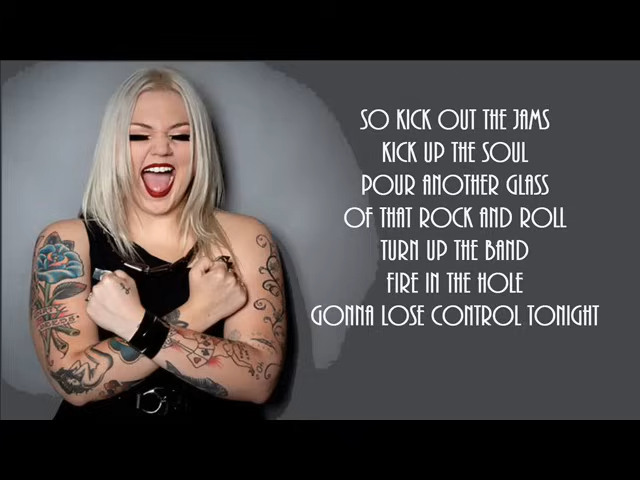 SO KICK OUT THE JAMS
KICK UP THE SOUL
POUR ANOTHER GLASS
OF THAT ROCK AND ROLL
TURN UP THE BAND
FIRE IN THE HOLE
GONNA LOSE CONTROL TONIGHT